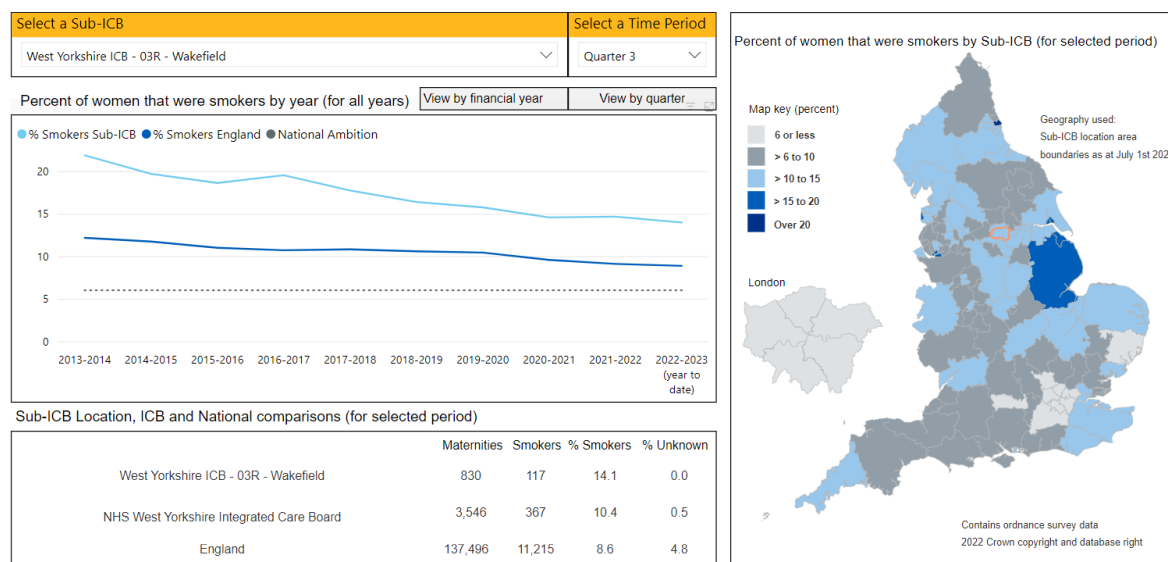 Select a Sub-ICB
Select a Time Period
West Yorkshire ICB - 03R - Wakefield
Quarter 3
Percent of women that were smokers by year (for all years)
View by financial year
View by quarter
% Smokers Sub-ICB
% Smokers England
National Ambition
20
15
10
5
0
2013-2014
2014-2015
2015-2016
2016-2017
2017-2018
2018-2019
2019-2020
2020-2021
2021-2022
2022-2023
(year to
date)
Sub-ICB Location, ICB and National comparisons (for selected period)
Maternities Smokers % Smokers % Unknown
West Yorkshire ICB - 03R - Wakefield 830 117 14.1 0.0
NHS West Yorkshire Integrated Care Board 3,546 367 10.4 0.5
England 137,496 11,215 8.6 4.8
Percent of women that were smokers by Sub-ICB (for selected period)
Map key (percent)
6 or less
> 6 to 10
> 10 to 15
> 15 to 20
Over 20
Geography used:
Sub-ICB location area
boundaries as at July 1st 202
London
Contains ordnance survey data
2022 Crown copyright and database right